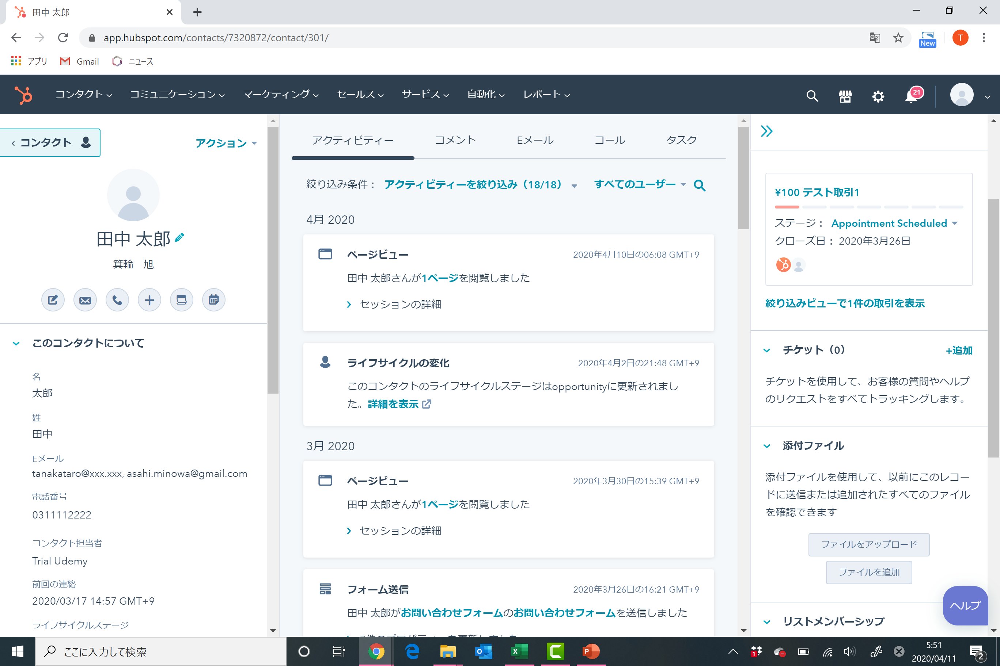 田中 太郎
app.hubspot.com/contacts/7320872/contact/301/
New
T
アプリ
Gmail
ニュース
コンタクト
コミュニケーション
マーケティング
セールス
サービス
自動化
レポート
21
コンタクト
アクション
田中 太郎
箕輪 旭
このコンタクトについて
名
太郎
姓
田中
Eメール
tanakataro@xxx.xxx, asahi.minowa@gmail.com
電話番号
0311112222
コンタクト担当者
Trial Udemy
前回の連絡
2020/03/17 14:57 GMT+9
ライフサイクルステージ
アクティビティー
コメント
Eメール
コール
タスク
絞り込み条件：
アクティビティーを絞り込み（18/18）
すべてのユーザー
4月 2020
ページビュー
2020年4月10日の06:08 GMT+9
田中 太郎さんが1ページを閲覧しました
セッションの詳細
ライフサイクルの変化
2020年4月2日の21:48 GMT+9
このコンタクトのライフサイクルステージはopportunityに更新されまし
た。詳細を表示
3月 2020
ページビュー
2020年3月30日の15:39 GMT+9
田中 太郎さんが1ページを閲覧しました
セッションの詳細
フォーム送信
2020年3月26日の16:21 GMT+9
田中 太郎がお問い合わせフォームのお問い合わせフォームを送信しました
¥100 テスト取引1
ステージ： Appointment Scheduled
クローズ日： 2020年3月26日
絞り込みビューで1件の取引を表示
チケット（0）
+追加
チケットを使用して、お客様の質問やヘルプ
のリクエストをすべてトラッキングします。
添付ファイル
添付ファイルを使用して、以前にこのレコー
ドに送信または追加されたすべてのファイル
を確認できます
ファイルをアップロード
ファイルを追加
リストメンバーシップ
ヘルプ
ここに入力して検索
1
5:51
2020/04/11
2